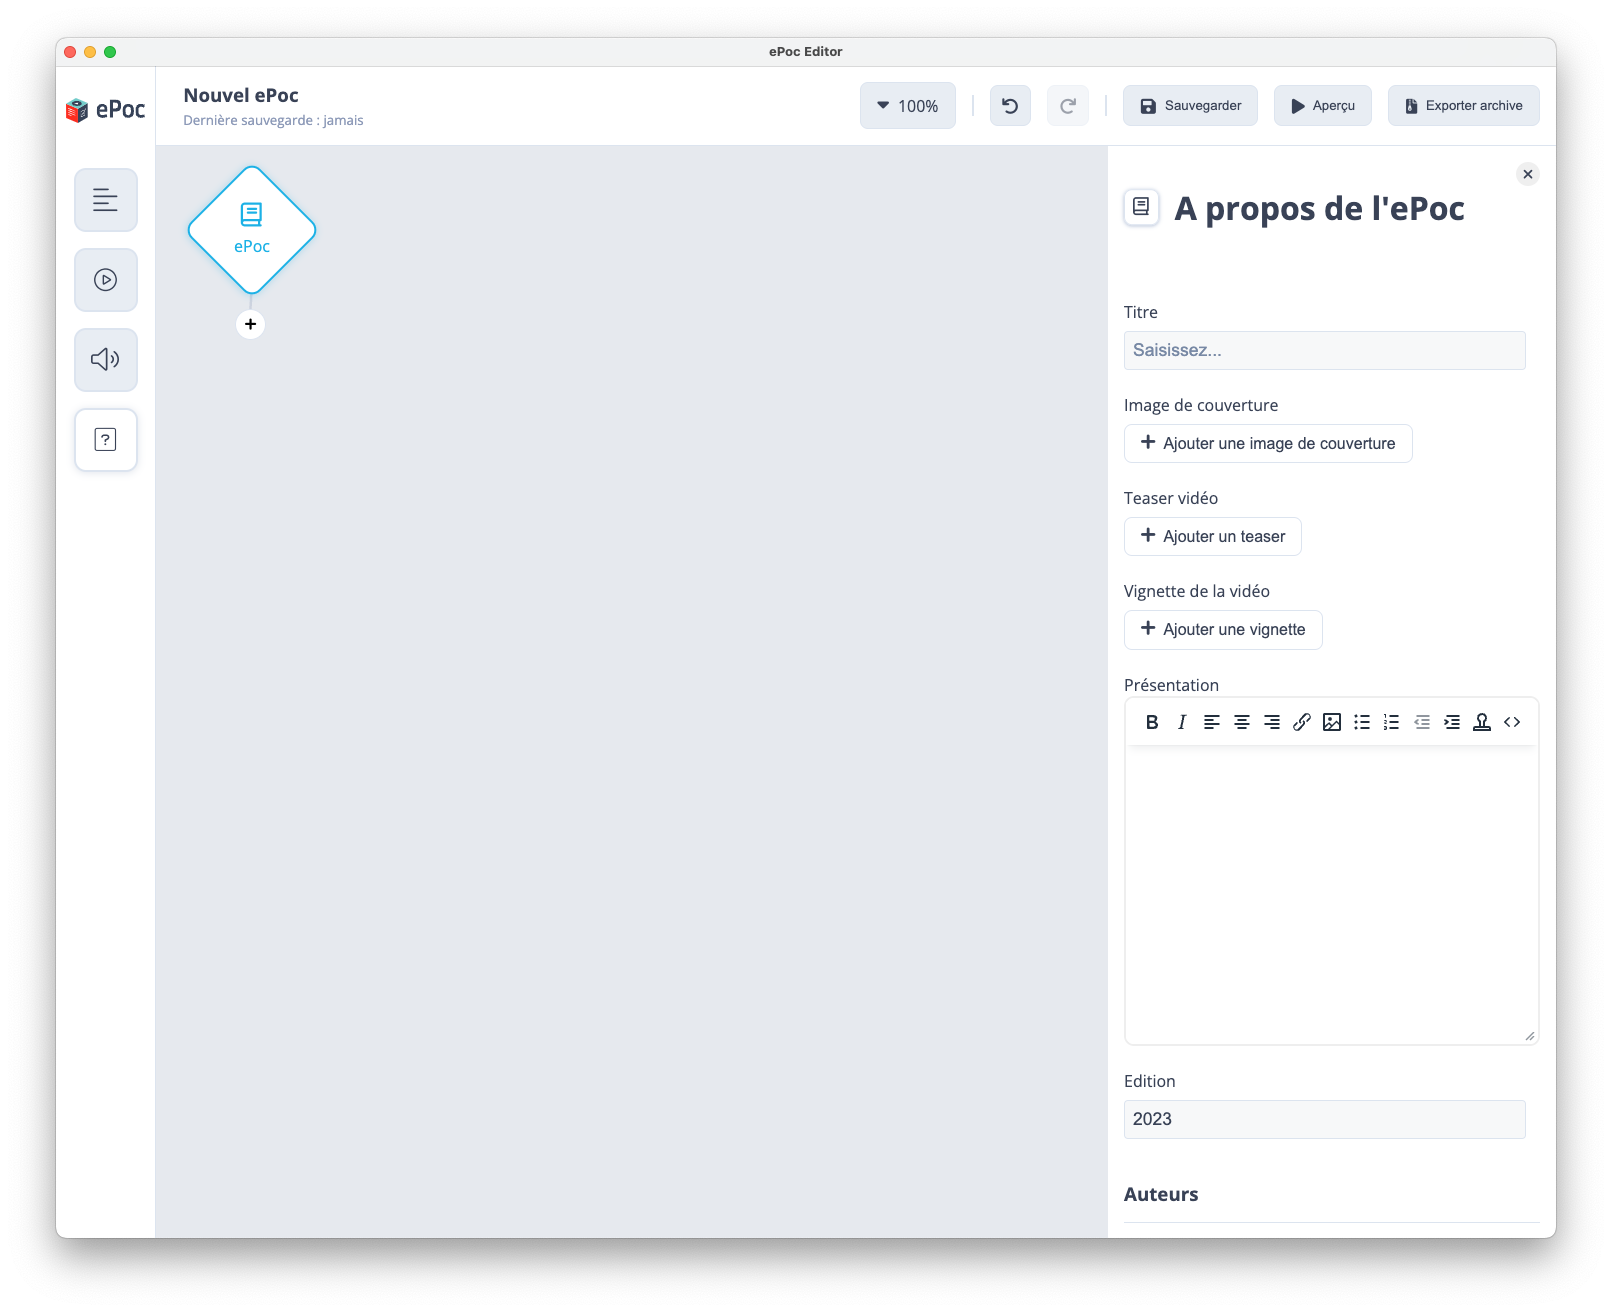 ePoc Editor
ePoc
Nouvel ePoc
Dernière sauvegarde : jamais
100%
Sauvegarder
Aperçu
Exporter archive
ePoc
A propos de l'ePoc
Titre
Saisissez...
Image de couverture
Ajouter une image de couverture
Teaser vidéo
Ajouter un teaser
Vignette de la vidéo
Ajouter une vignette
Présentation
Edition
2023
Auteurs